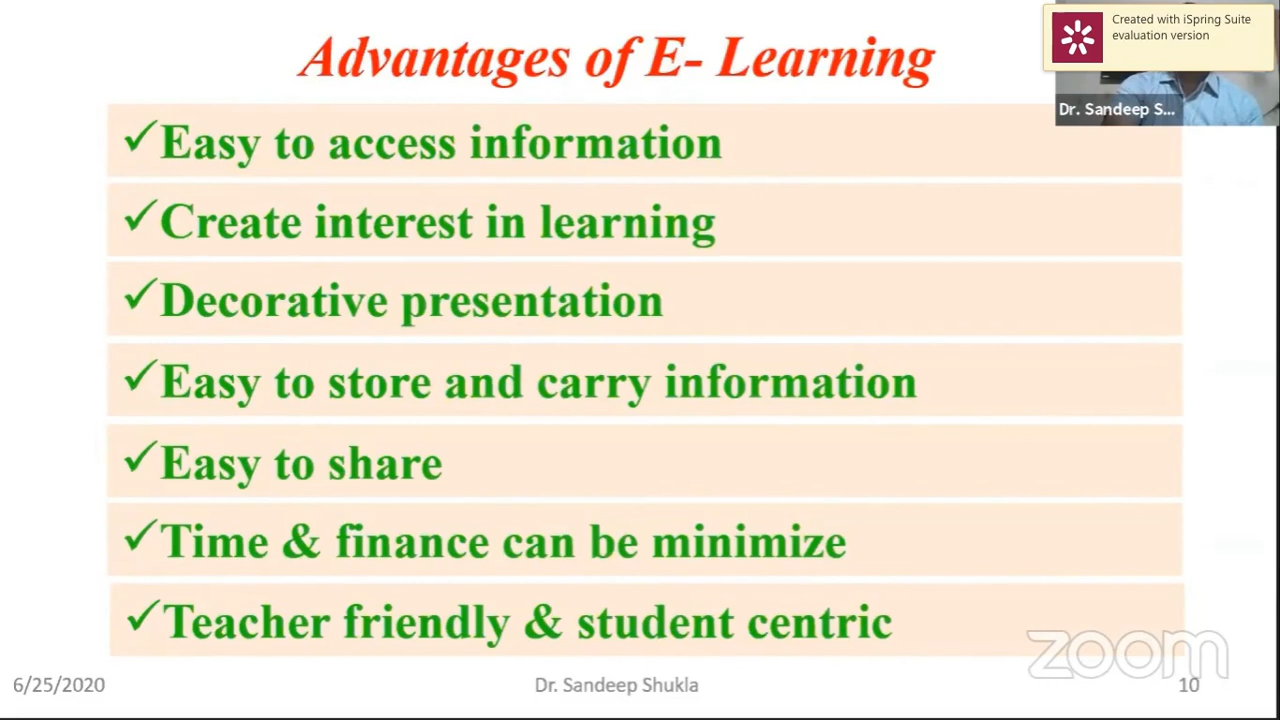 Advantages of E- Learning
Created with iSpring Suite
evaluation version
Dr. Sandeep S...
✓Easy to access information
✓Create interest in learning
✓Decorative presentation
✓Easy to store and carry information
✓Easy to share
✓Time & finance can be minimize
✓Teacher friendly & student centric
zoom
6/25/2020
Dr. Sandeep Shukla
10